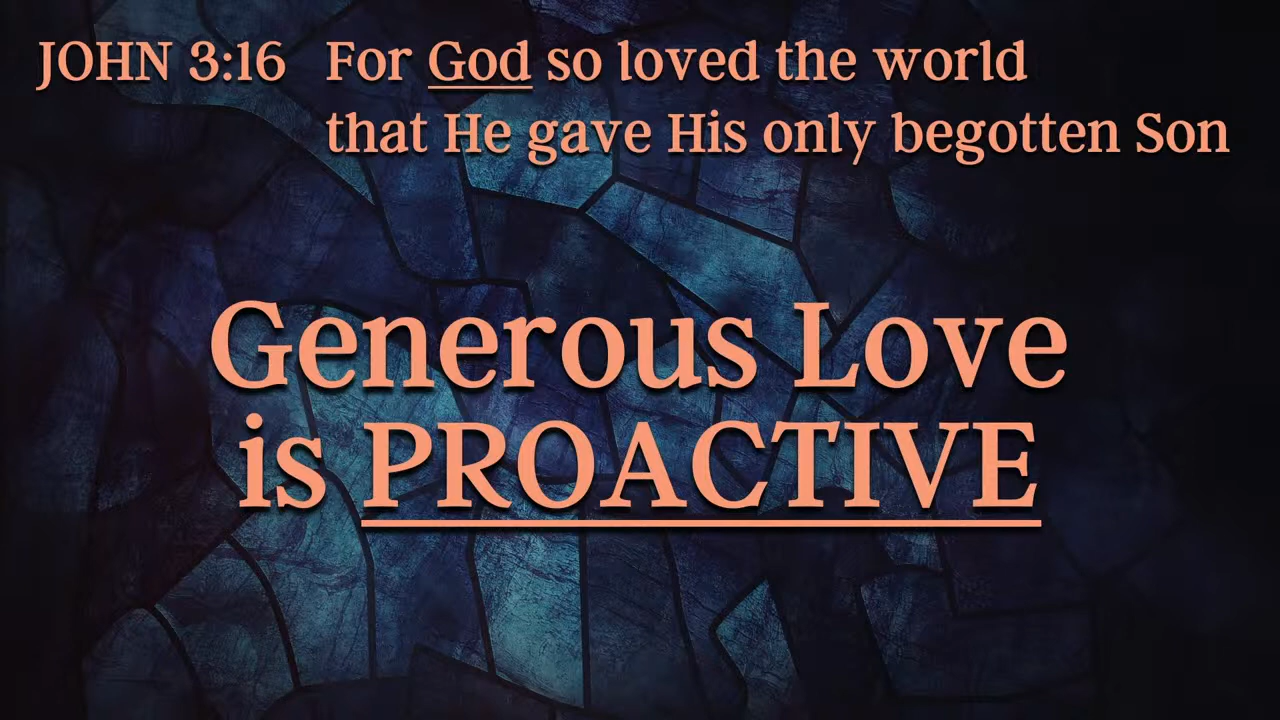 JOHN 3:16 For God so loved the world
that He gave His only begotten Son
Generous Love
is PROACTIVE